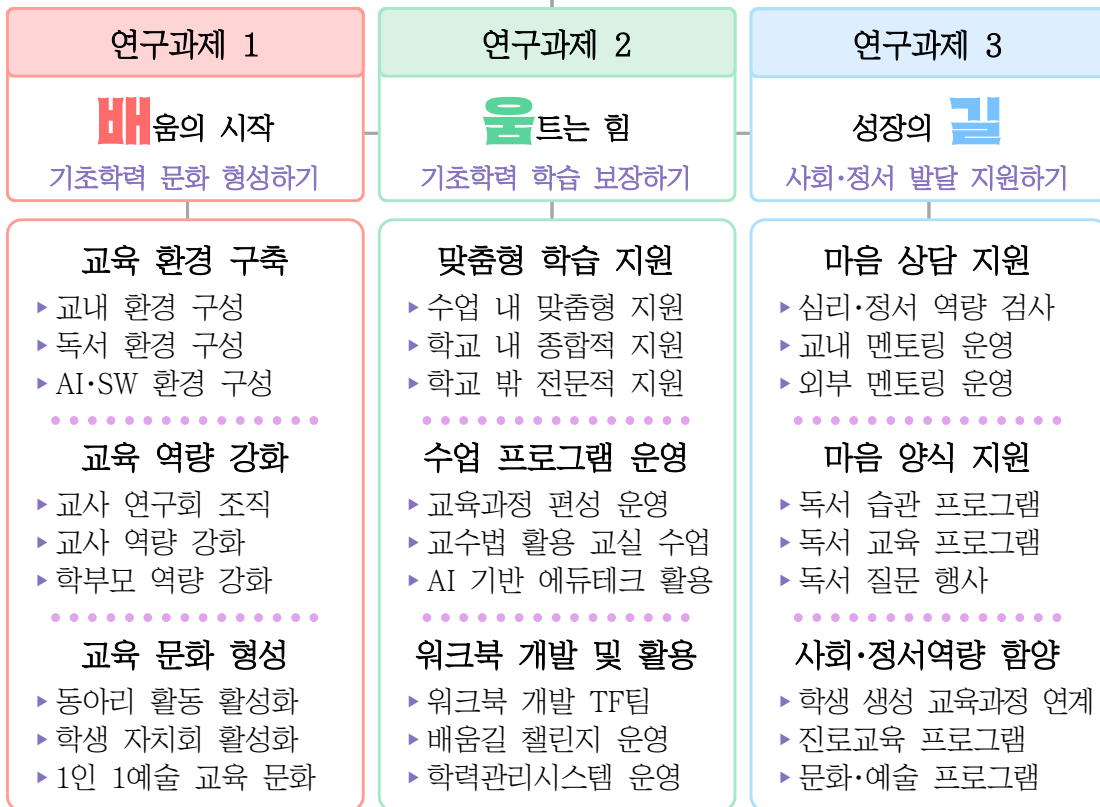 연구과제 1
배움의 시작
기초학력 문화 형성하기
교육 환경 구축
▸ 교내 환경 구성
▸ 독서 환경 구성
▸ AI·SW 환경 구성
교육 역량 강화
▸ 교사 연구회 조직
▸ 교사 역량 강화
▸ 학부모 역량 강화
교육 문화 형성
▸ 동아리 활동 활성화
▸ 학생 자치회 활성화
▸ 1인 1예술 교육 문화
연구과제 2
움트는 힘
기초학력 학습 보장하기
맞춤형 학습 지원
▸ 수업 내 맞춤형 지원
▸ 학교 내 종합적 지원
▸ 학교 밖 전문적 지원
수업 프로그램 운영
▸ 교육과정 편성 운영
▸ 교수법 활용 교실 수업
▸ AI 기반 에듀테크 활용
워크북 개발 및 활용
▸ 워크북 개발 TF팀
▸ 배움길 챌린지 운영
▸ 학력관리시스템 운영
연구과제 3
성장의 길
사회·정서 발달 지원하기
마음 상담 지원
▸ 심리·정서 역량 검사
▸ 교내 멘토링 운영
▸ 외부 멘토링 운영
마음 양식 지원
▸ 독서 습관 프로그램
▸ 독서 교육 프로그램
▸ 독서 질문 행사
사회·정서역량 함양
▸ 학생 생성 교육과정 연계
▸ 진로교육 프로그램
▸ 문화·예술 프로그램